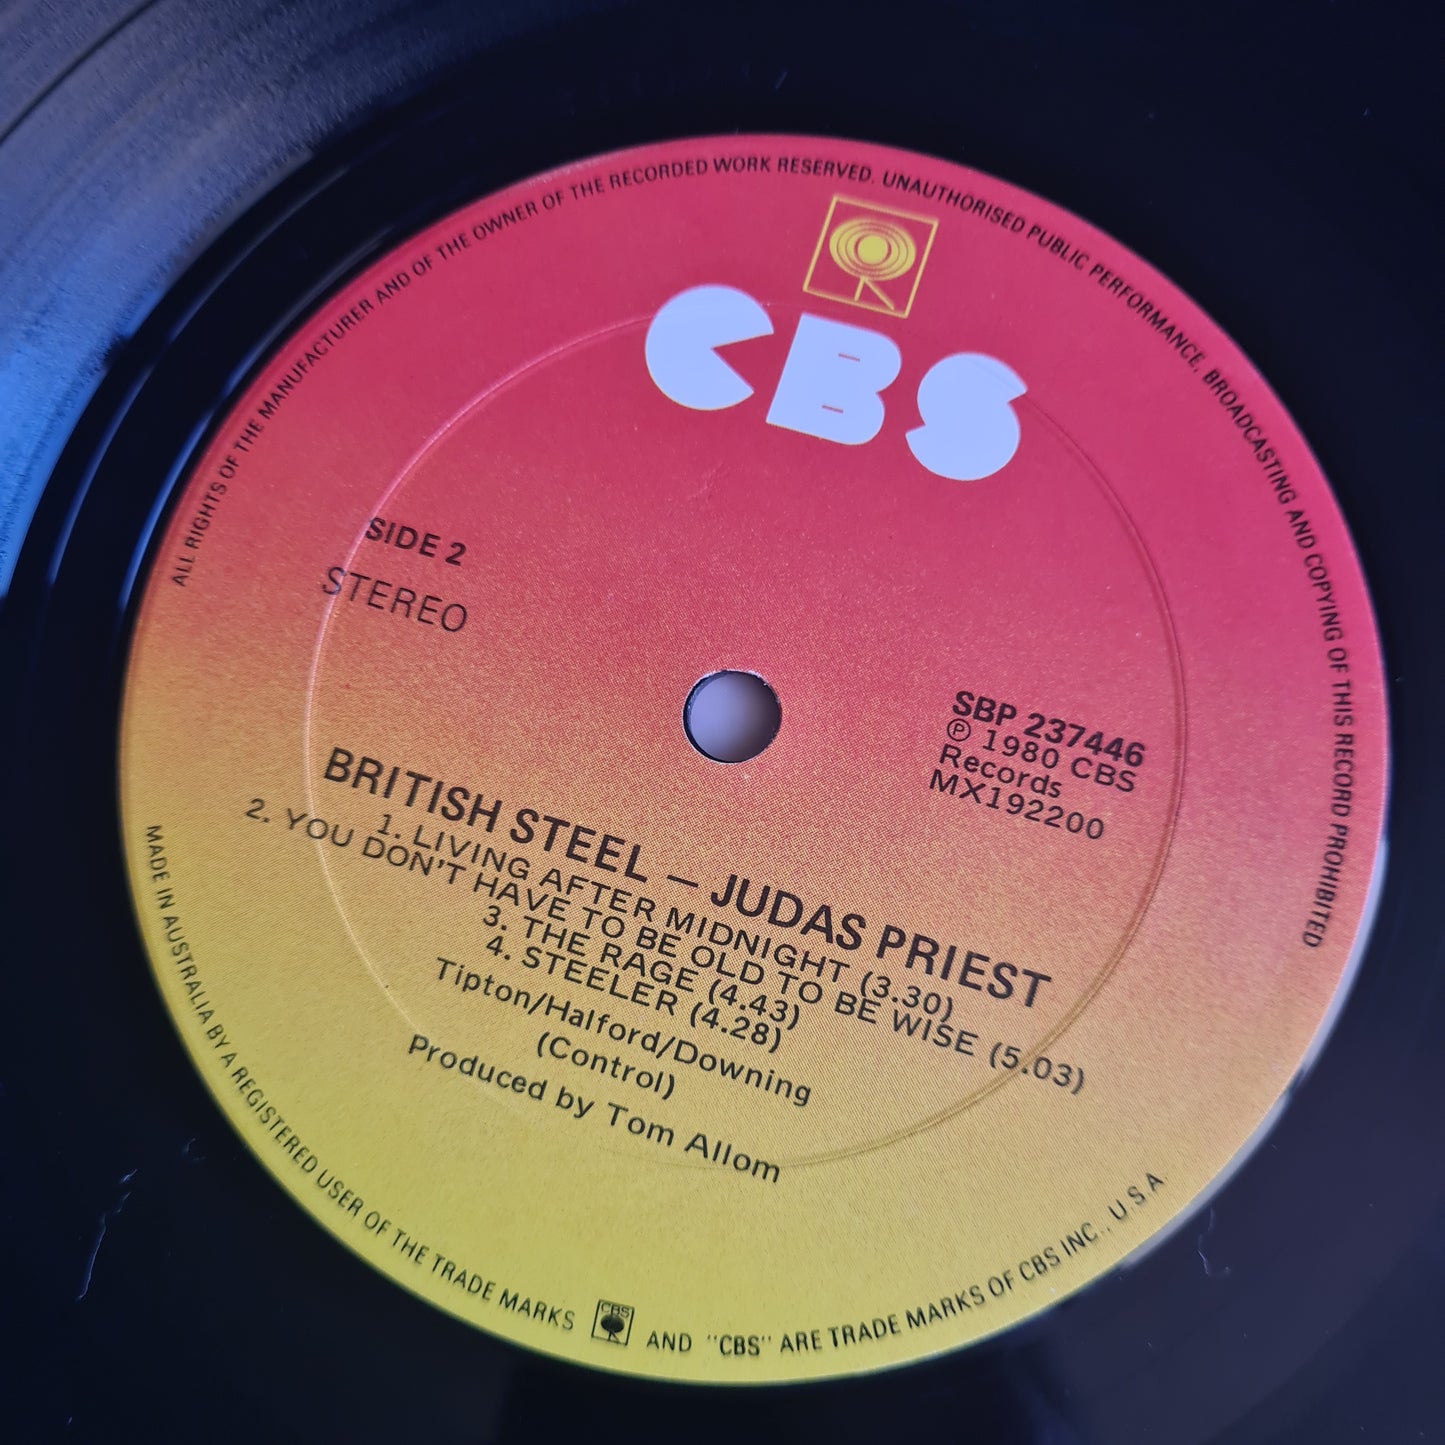 ALL RIGHTS OF THE MANUFACTURER AND OF THE OWNER OF THE RECORDED WORK RESERVED. UNAUTHORISED PUBLIC PERFORMANCE, BROADCASTING AND COPYING OF THIS RECORD PROHIBITED
CBS
SIDE 2
STEREO
SBP 237446
℗ 1980 CBS
Records
MX192200
BRITISH STEEL – JUDAS PRIEST
1. LIVING AFTER MIDNIGHT (3.30)
2. YOU DON'T HAVE TO BE OLD TO BE WISE (5.03)
3. THE RAGE (4.43)
4. STEELER (4.28)
Tipton/Halford/Downing
(Control)
Produced by Tom Allom
MADE IN AUSTRALIA BY A REGISTERED USER OF THE TRADE MARKS CBS AND "CBS" ARE TRADE MARKS OF CBS INC., U S A